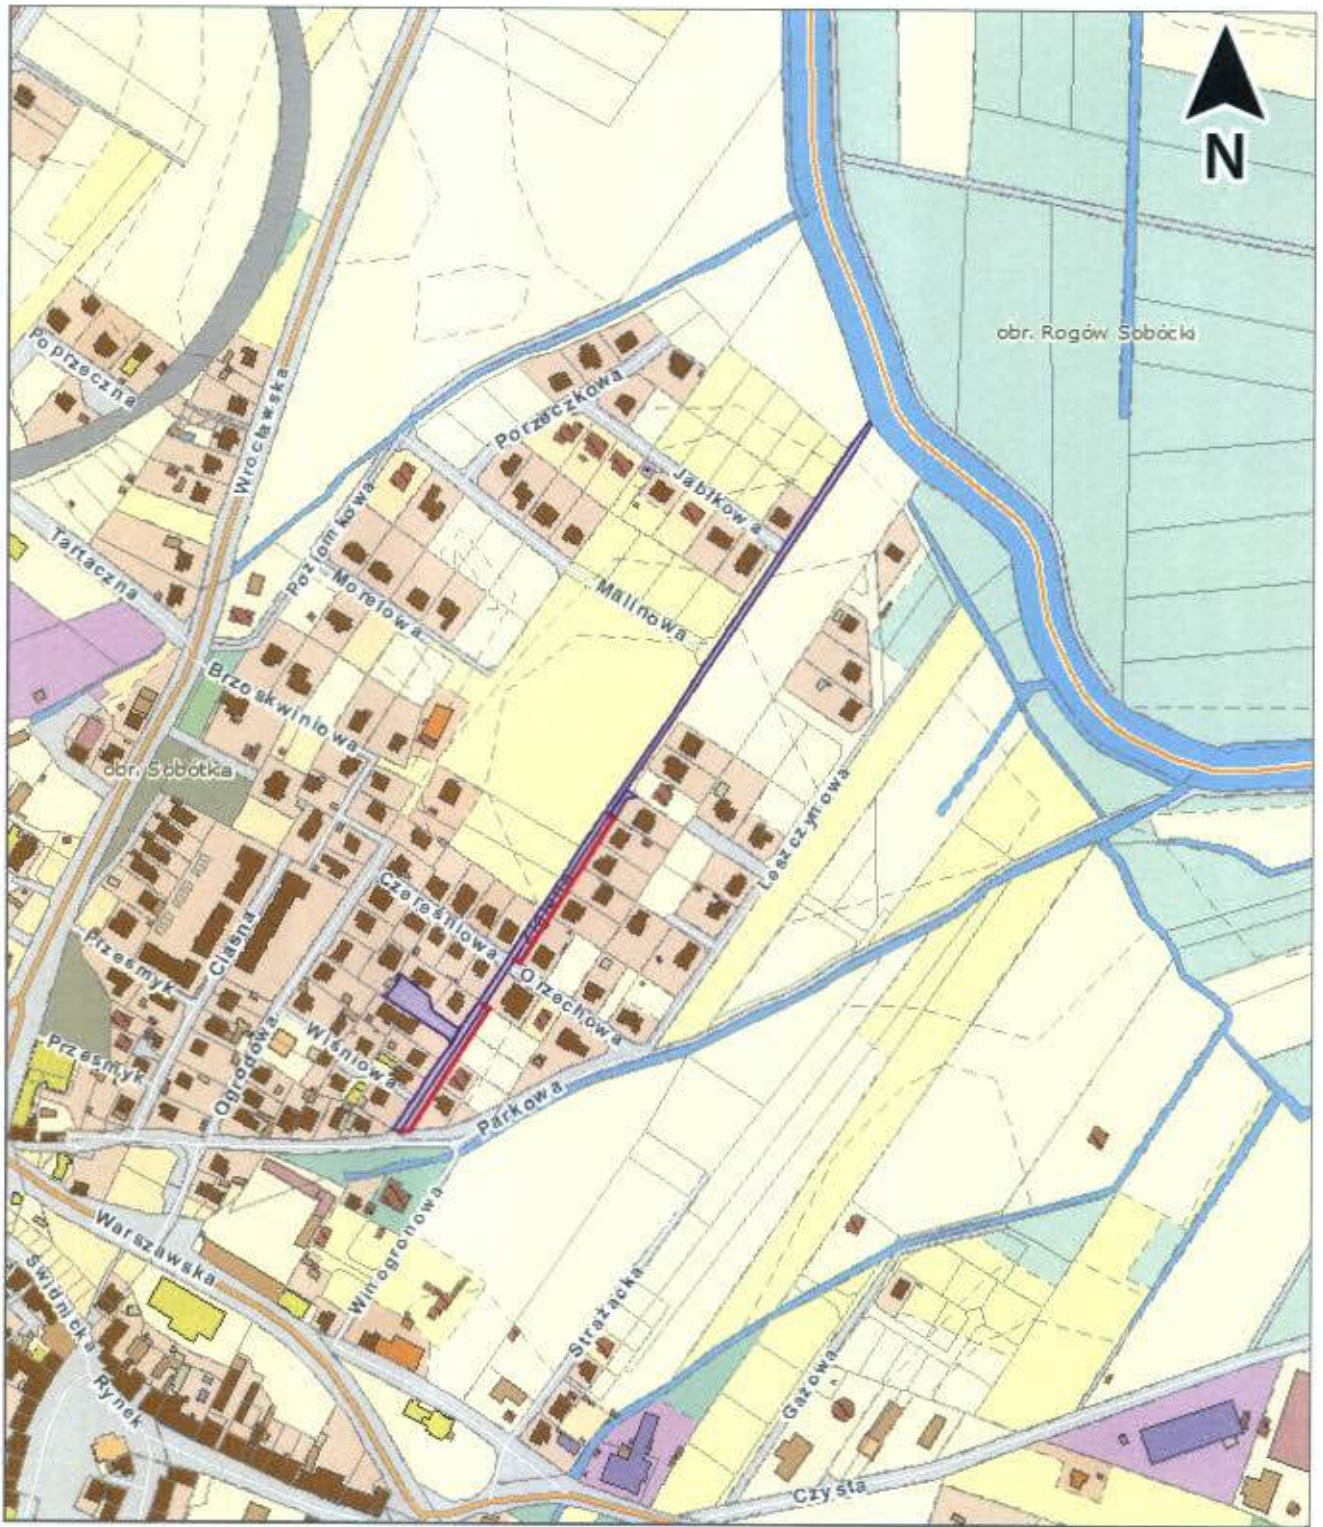 N
obr. Rogów Sobócki
Poprzeczna
Wrocławska
Porzeczkowa
Jabłkowa
Poziomkowa
Tartaczna
Morelowa
Malinowa
Brzoskwiniowa
obr. Sobótka
Leszczynowa
Czereśniowa
Ciasna
Przesmyk
Orzechowa
Wiśniowa
Ogrodowa
Przesmyk
Parkowa
Winogronowa
Warszawska
Świdnicka
Strażacka
Rynek
Gazowa
Czysta